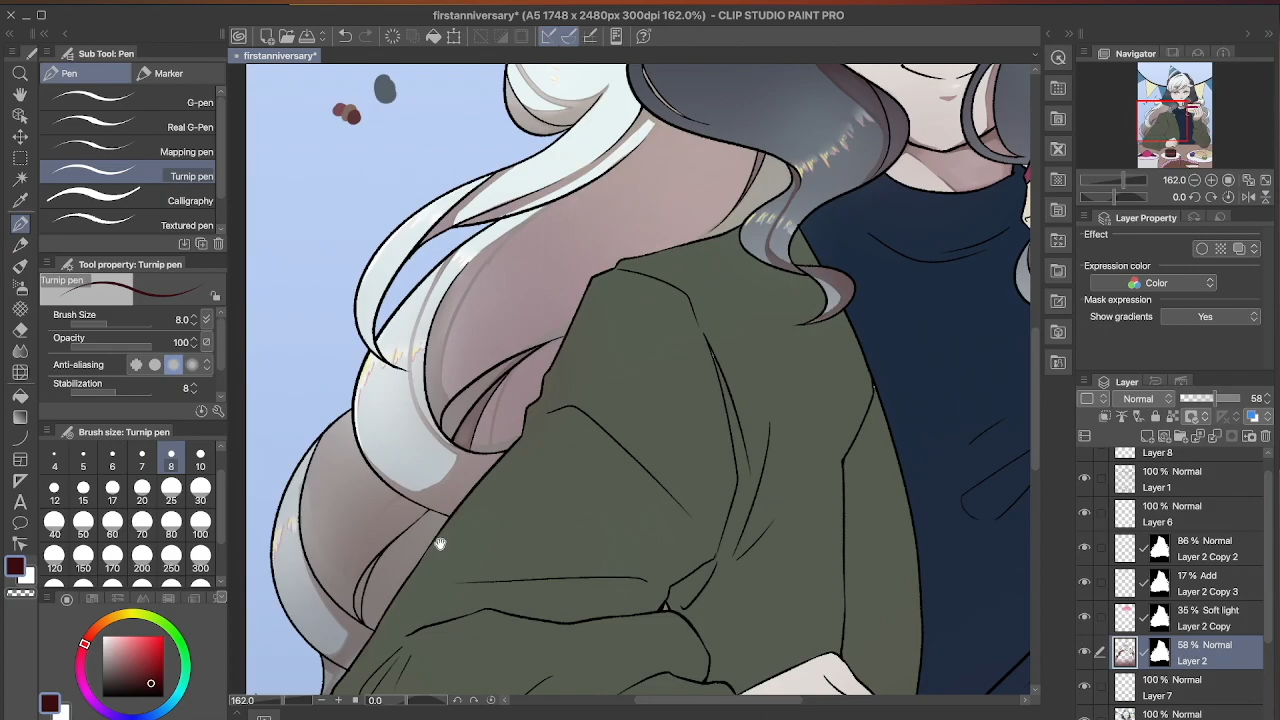 firstanniversary* (A5 1748 x 2480px 300dpi 162.0%) - CLIP STUDIO PAINT PRO
Sub Tool: Pen
firstanniversary*
Navigator
Pen
Marker
G-pen
Real G-Pen
Mapping pen
Turnip pen
Calligraphy
Textured pen
162.0
0.0
Layer Property
Effect
Expression color
Color
Mask expression
Show gradients
Yes
Tool property: Turnip pen
Turnip pen
Brush Size
8.0
Opacity
100
Anti-aliasing
Stabilization
8
Layer
Normal
58
Brush size: Turnip pen
4 5 6 7 8 10
12 15 17 20 25 30
40 50 60 70 80 100
120 150 170 200 250 300
Layer 8
100 % Normal
Layer 1
100 % Normal
Layer 6
86 % Normal
Layer 2 Copy 2
17 % Add
Layer 2 Copy 3
35 % Soft light
Layer 2 Copy
58 % Normal
Layer 2
100 % Normal
Layer 7
100 % Normal
162.0
0.0